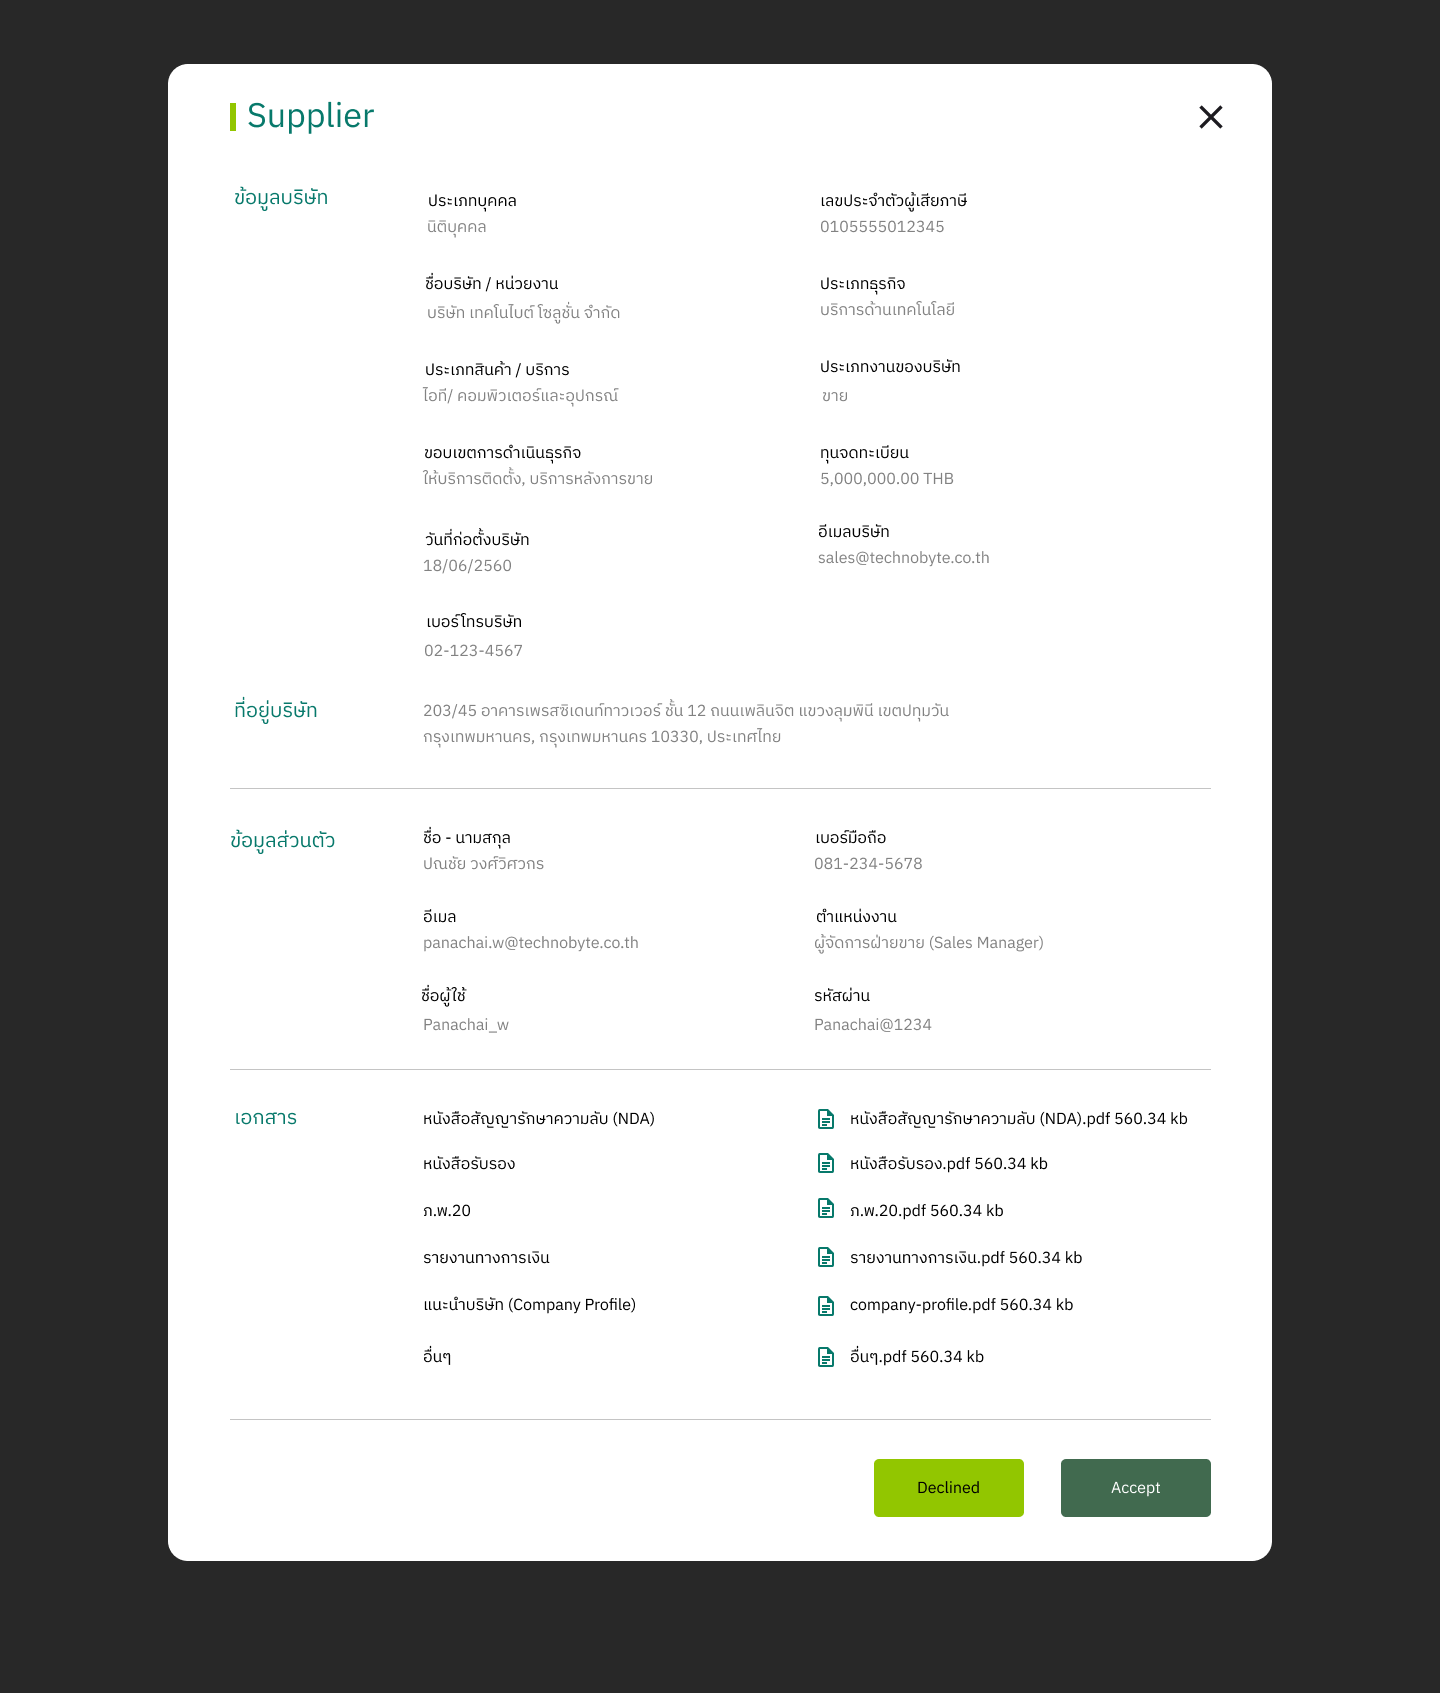 Supplier
ข้อมูลบริษัท
ประเภทบุคคล
นิติบุคคล
เลขประจำตัวผู้เสียภาษี
0105555012345
ชื่อบริษัท / หน่วยงาน
บริษัท เทคโนไบต์ โซลูชั่น จำกัด
ประเภทธุรกิจ
บริการด้านเทคโนโลยี
ประเภทสินค้า / บริการ
ไอที/ คอมพิวเตอร์และอุปกรณ์
ประเภทงานของบริษัท
ขาย
ขอบเขตการดำเนินธุรกิจ
ให้บริการติดตั้ง, บริการหลังการขาย
ทุนจดทะเบียน
5,000,000.00 THB
วันที่ก่อตั้งบริษัท
18/06/2560
อีเมลบริษัท
sales@technobyte.co.th
เบอร์โทรบริษัท
02-123-4567
ที่อยู่บริษัท
203/45 อาคารเพรสซิเดนท์ทาวเวอร์ ชั้น 12 ถนนเพลินจิต แขวงลุมพินี เขตปทุมวัน
กรุงเทพมหานคร, กรุงเทพมหานคร 10330, ประเทศไทย
ข้อมูลส่วนตัว
ชื่อ - นามสกุล
ปณชัย วงศ์วิศวกร
เบอร์มือถือ
081-234-5678
อีเมล
panachai.w@technobyte.co.th
ตำแหน่งงาน
ผู้จัดการฝ่ายขาย (Sales Manager)
ชื่อผู้ใช้
Panachai_w
รหัสผ่าน
Panachai@1234
เอกสาร
หนังสือสัญญารักษาความลับ (NDA)
หนังสือสัญญารักษาความลับ (NDA).pdf 560.34 kb
หนังสือรับรอง
หนังสือรับรอง.pdf 560.34 kb
ภ.พ.20
ภ.พ.20.pdf 560.34 kb
รายงานทางการเงิน
รายงานทางการเงิน.pdf 560.34 kb
แนะนำบริษัท (Company Profile)
company-profile.pdf 560.34 kb
อื่นๆ
อื่นๆ.pdf 560.34 kb
Declined
Accept